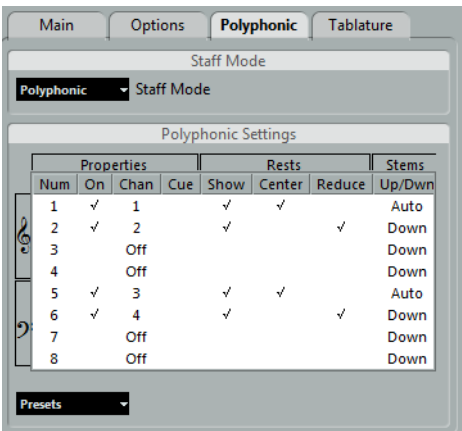 Main Options Polyphonic Tablature
Staff Mode
Polyphonic Staff Mode
Polyphonic Settings
Properties Rests Stems
Num On Chan Cue Show Center Reduce Up/Dwn
1 √ 1 √ √ Auto
2 √ 2 √ √ Down
3 Off Down
4 Off Down
5 √ 3 √ √ Auto
6 √ 4 √ √ Down
7 Off Down
8 Off Down
Presets